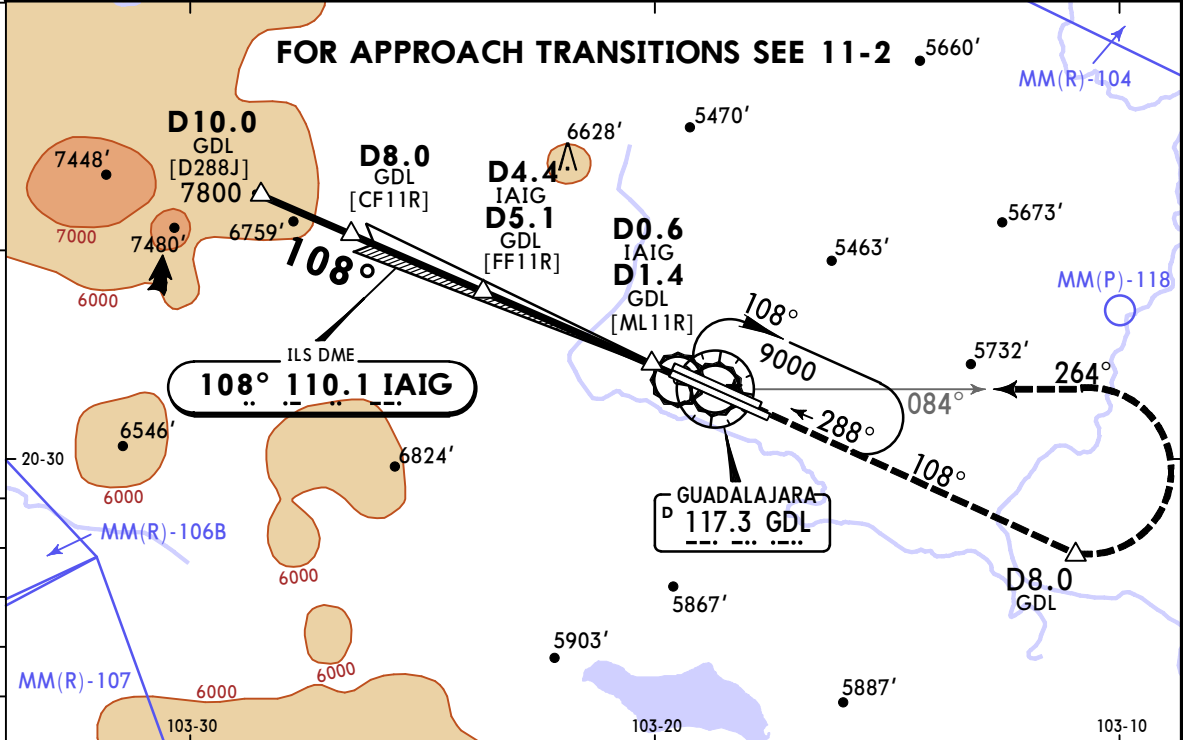 FOR APPROACH TRANSITIONS SEE 11-2
5660′
MM(R)-104
D10.0
GDL
[D288J]
7800
7448′
7000
7480′
6759′
6000
D8.0
GDL
[CF11R]
6628′
5470′
D4.4
IAIG
D5.1
GDL
[FF11R]
D0.6
IAIG
D1.4
GDL
[ML11R]
5673′
5463′
MM(P)-118
108°
108°
9000
5732′
264°
084°
288°
108°
ILS DME
108° 110.1 IAIG
6546′
6000
6824′
20-30
GUADALAJARA
D 117.3 GDL
MM(R)-106B
6000
D8.0
GDL
5867′
5903′
6000
MM(R)-107
6000
5887′
103-30
103-20
103-10